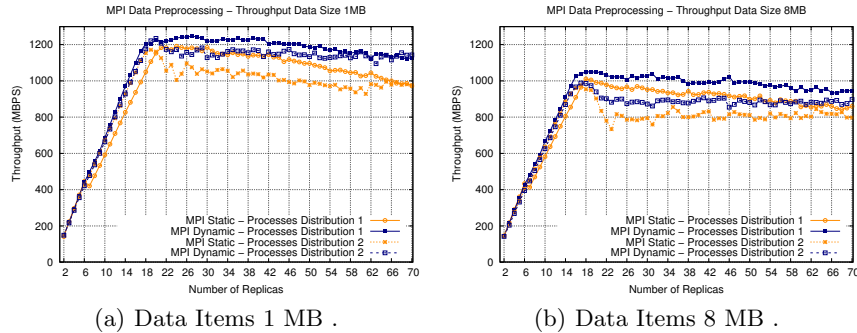 MPI Data Preprocessing − Throughput Data Size 1MB
1200
1000
800
600
400
200
0
Throughput (MBPS)
MPI Static − Processes Distribution 1
MPI Dynamic − Processes Distribution 1
MPI Static − Processes Distribution 2
MPI Dynamic − Processes Distribution 2
2 6 10 14 18 22 26 30 34 38 42 46 50 54 58 62 66 70
Number of Replicas
(a) Data Items 1 MB .
MPI Data Preprocessing − Throughput Data Size 8MB
1200
1000
800
600
400
200
0
Throughput (MBPS)
MPI Static − Processes Distribution 1
MPI Dynamic − Processes Distribution 1
MPI Static − Processes Distribution 2
MPI Dynamic − Processes Distribution 2
2 6 10 14 18 22 26 30 34 38 42 46 51 54 58 62 66 70
Number of Replicas
(b) Data Items 8 MB .